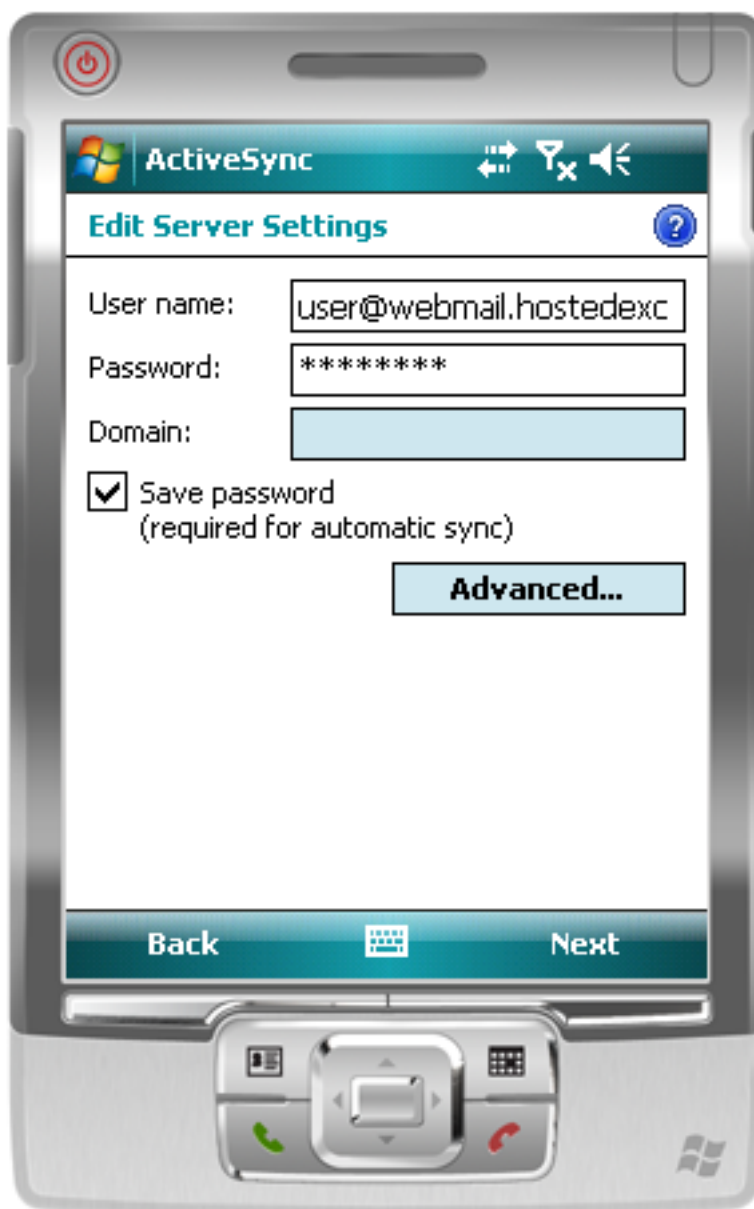 ActiveSync
Edit Server Settings
User name: user@webmail.hostedexc
Password: ********
Domain:
Save password
(required for automatic sync)
Advanced...
Back Next